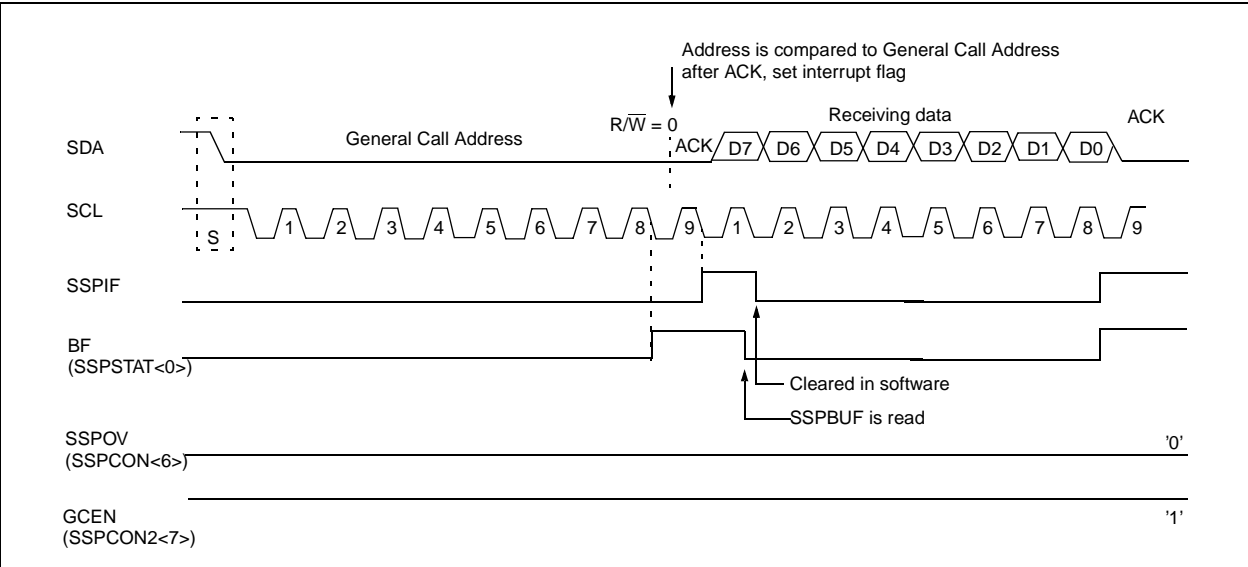 Address is compared to General Call Address
after ACK, set interrupt flag
R/W̅ = 0
Receiving data
ACK
General Call Address
SDA
ACK
D7 D6 D5 D4 D3 D2 D1 D0
SCL
S
1 2 3 4 5 6 7 8 9 1 2 3 4 5 6 7 8 9
SSPIF
BF
(SSPSTAT<0>)
Cleared in software
SSPBUF is read
SSPOV
(SSPCON<6>)
'0'
GCEN
(SSPCON2<7>)
'1'